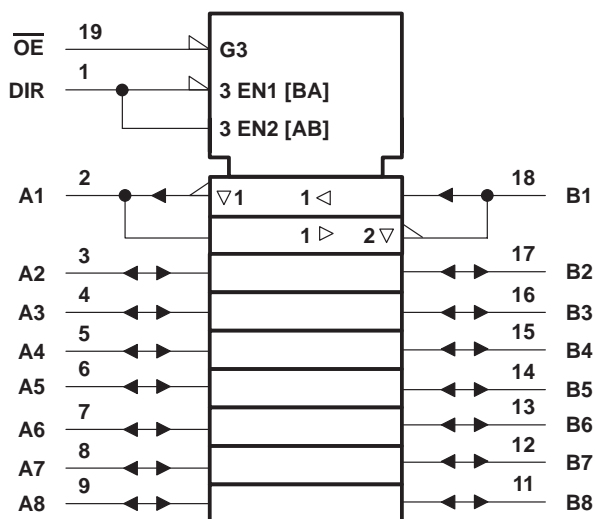 19
O̅E̅ G3
1
DIR 3 EN1 [BA]
3 EN2 [AB]
2 18
A1 ▽1 1 ◁ B1
1 ▷ 2 ▽
3 17
A2 B2
4 16
A3 B3
5 15
A4 B4
6 14
A5 B5
7 13
A6 B6
8 12
A7 B7
9 11
A8 B8